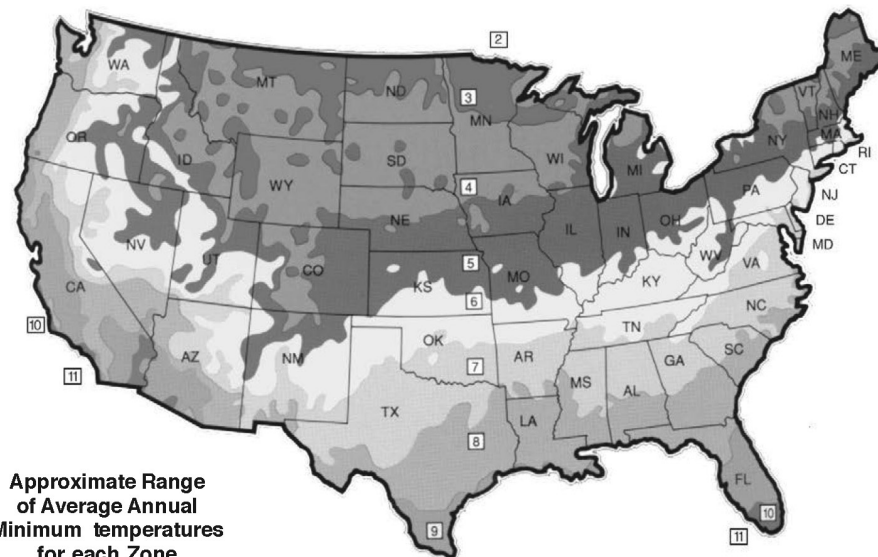 2
ME
WA
MT
ND
VT
3
NH
MN
MA
OR
NY
RI
ID
SD
WI
MI
CT
WY
4
PA
NJ
IA
NE
OH
DE
IL
IN
NV
WV
MD
UT
CO
5
MO
VA
KS
KY
CA
6
NC
10
TN
OK
AZ
NM
7
AR
SC
11
GA
MS
AL
TX
LA
8
Approximate Range
of Average Annual
Minimum temperatures
for each Zone
FL
10
9
11